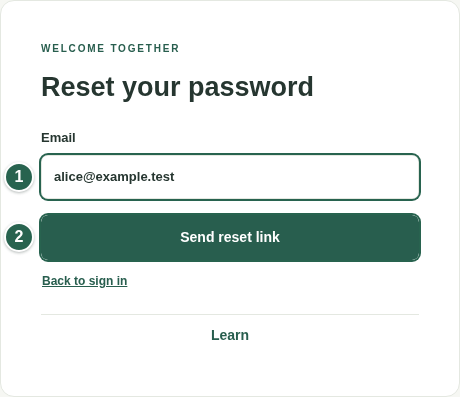 WELCOME TOGETHER
Reset your password
Email
1 alice@example.test
2 Send reset link
Back to sign in
Learn